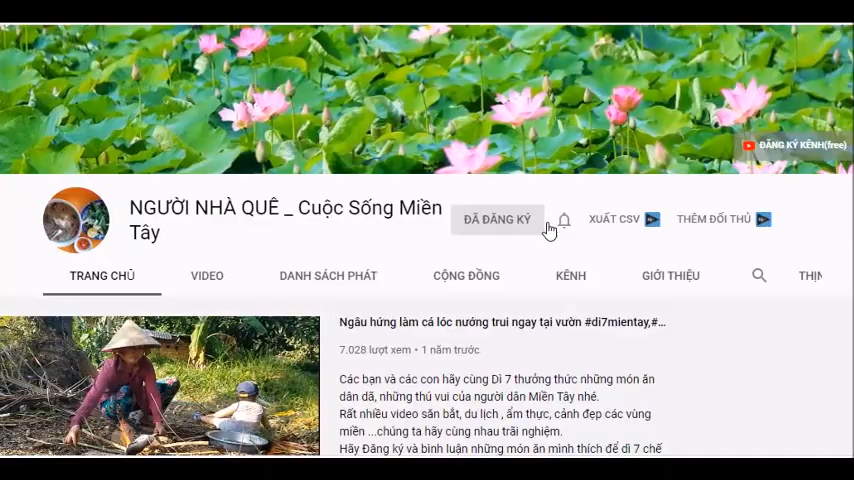 ĐĂNG KÝ KÊNH(free)
NGƯỜI NHÀ QUÊ _ Cuộc Sống Miền
Tây
ĐÃ ĐĂNG KÝ
XUẤT CSV
THÊM ĐỐI THỦ
TRANG CHỦ
VIDEO
DANH SÁCH PHÁT
CỘNG ĐỒNG
KÊNH
GIỚI THIỆU
THỊN
Ngâu hứng làm cá lóc nướng trui ngay tại vườn #di7mientay,#...
7.028 lượt xem • 1 năm trước
Các bạn và các con hãy cùng Dì 7 thưởng thức những món ăn
dân dã, những thú vui của người dân Miền Tây nhé.
Rất nhiều video săn bắt, du lịch , ẩm thực, cảnh đẹp các vùng
miền ...chúng ta hãy cùng nhau trãi nghiệm.
Hãy Đăng ký và bình luận những món ăn mình thích để dì 7 chế